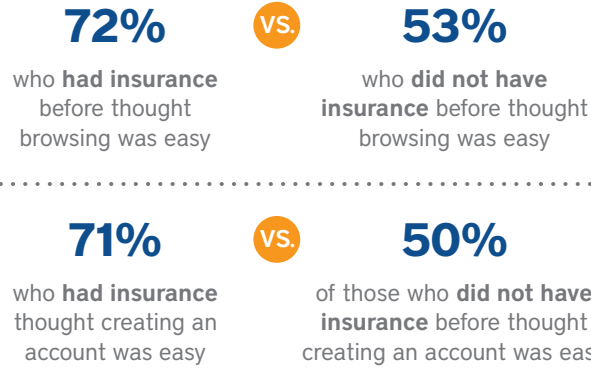 72% VS. 53%
who had insurance
before thought
browsing was easy
who did not have
insurance before thought
browsing was easy
71% VS. 50%
who had insurance
thought creating an
account was easy
of those who did not have
insurance before thought
creating an account was eas